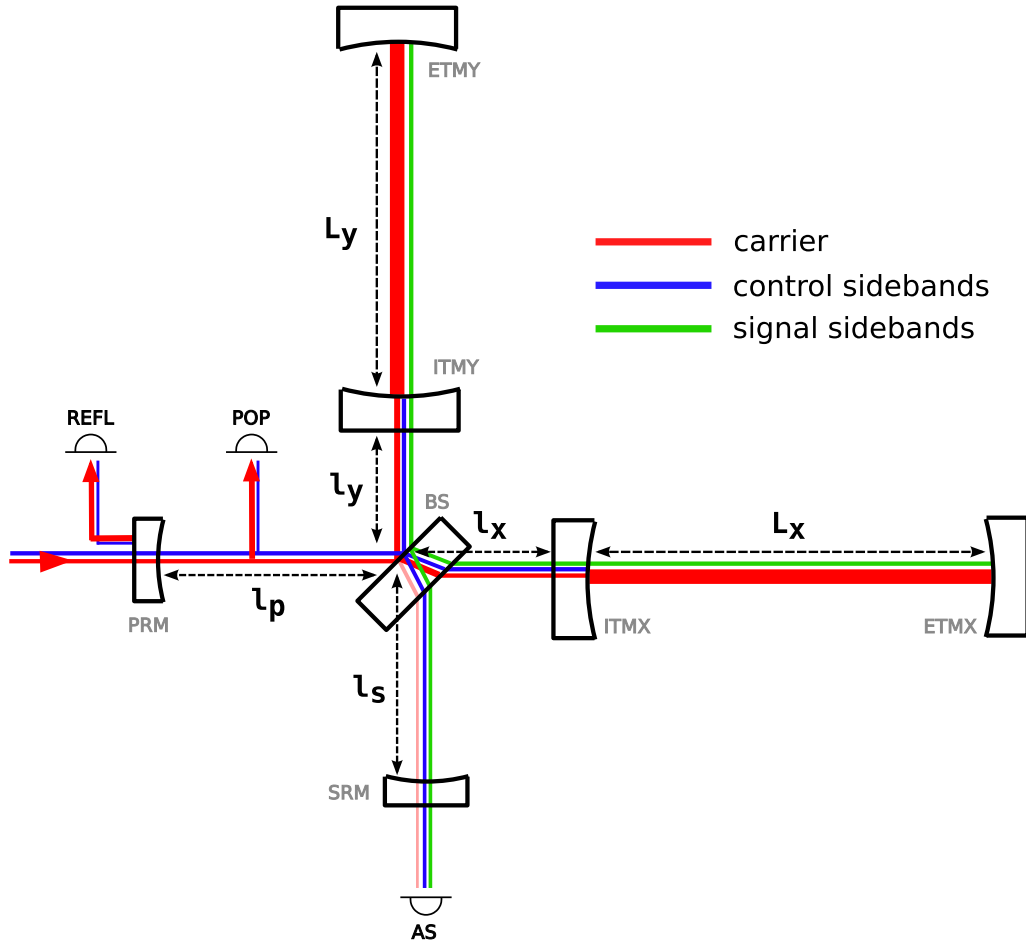 ETMY
Ly
carrier
control sidebands
signal sidebands
ITMY
REFL
POP
ly
BS
lx
Lx
lp
PRM
ITMX
ETMX
ls
SRM
AS